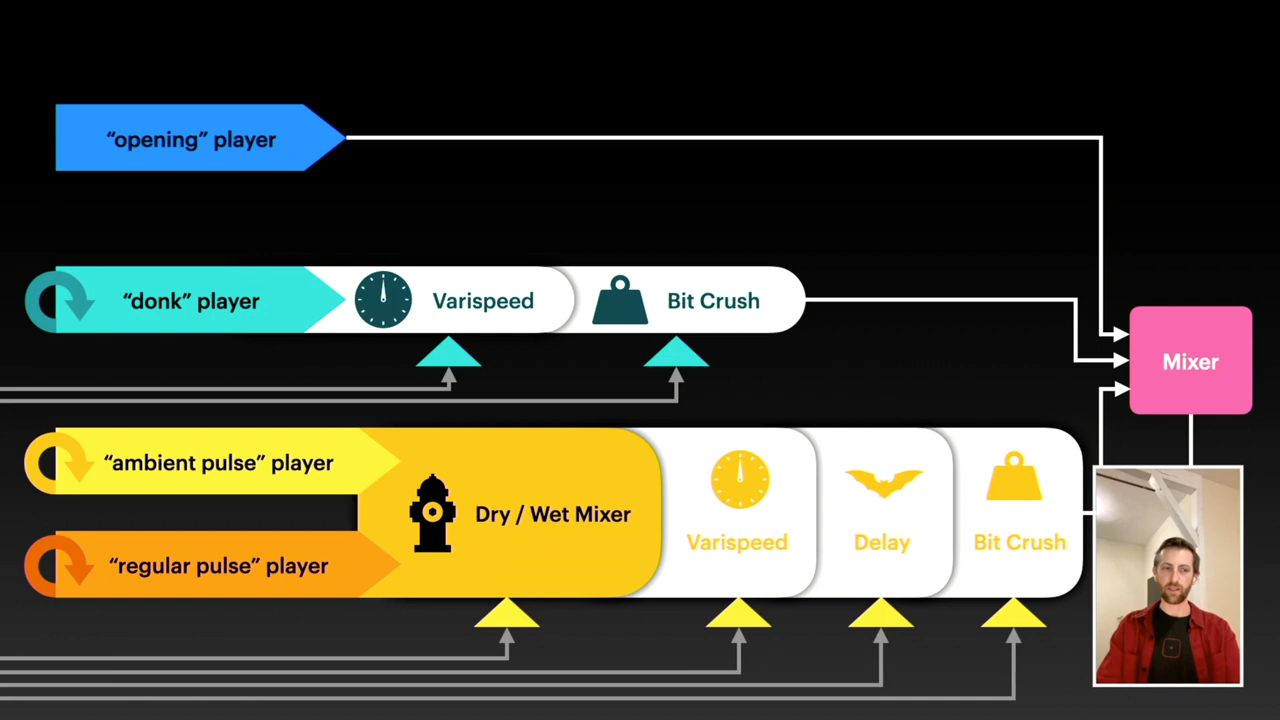 “opening” player
“donk” player
Varispeed
Bit Crush
Mixer
“ambient pulse” player
Dry / Wet Mixer
Varispeed
Delay
Bit Crush
“regular pulse” player